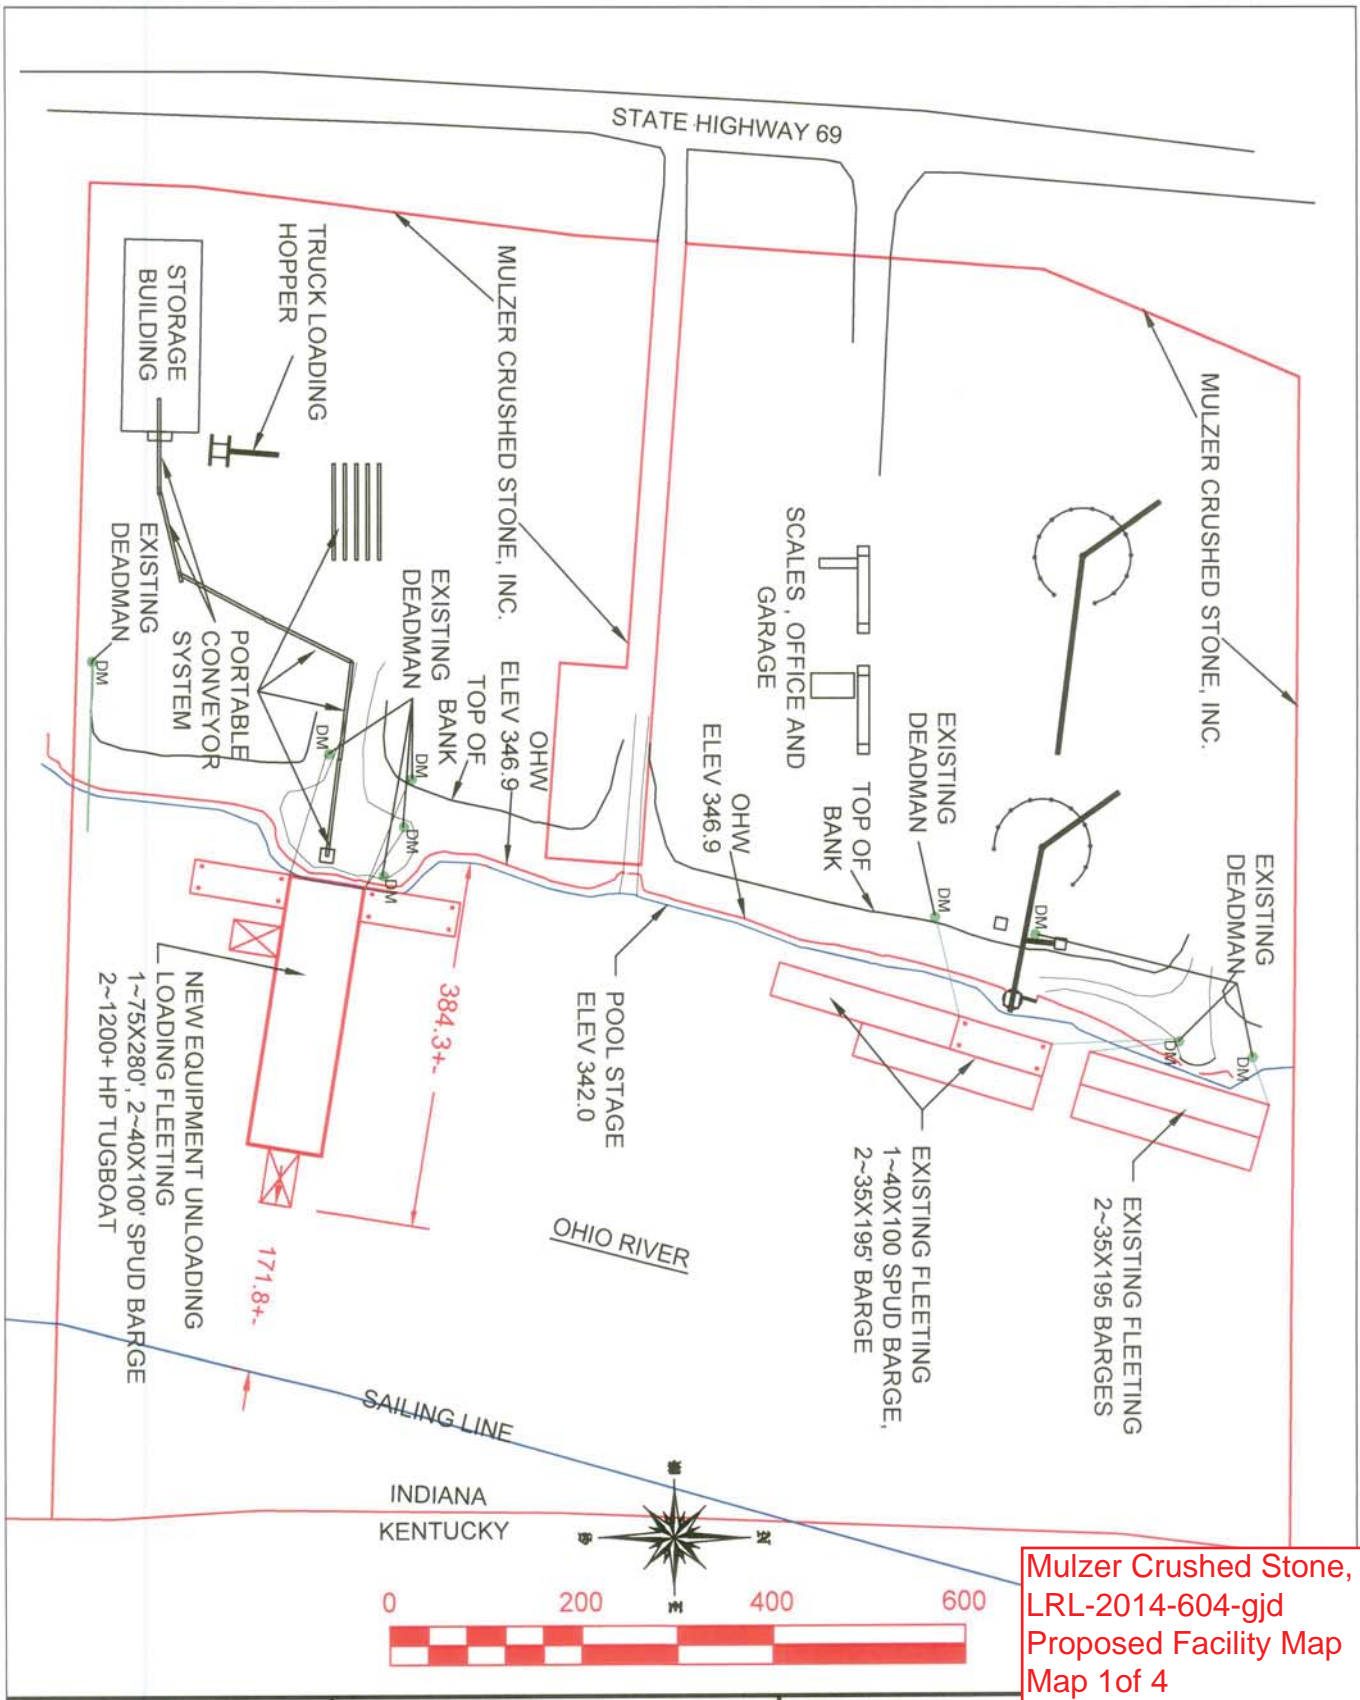 STATE HIGHWAY 69
MULZER CRUSHED STONE, INC.
MULZER CRUSHED STONE, INC.
TRUCK LOADING
HOPPER
STORAGE
BUILDING
SCALES , OFFICE AND
GARAGE
EXISTING
DEADMAN
EXISTING
DEADMAN
EXISTING
DEADMAN
EXISTING
DEADMAN
PORTABLE
CONVEYOR
SYSTEM
TOP OF
BANK
TOP OF
BANK
OHW
ELEV 346.9
OHW
ELEV 346.9
DM
DM
DM
DM
DM
DM
DM
DM
DM
POOL STAGE
ELEV 342.0
384.3+-
171.8+-
NEW EQUIPMENT UNLOADING
LOADING FLEETING
1~75X280', 2~40X100' SPUD BARGE
2~1200+ HP TUGBOAT
EXISTING FLEETING
1~40X100 SPUD BARGE,
2~35X195' BARGE
EXISTING FLEETING
2~35X195 BARGES
OHIO RIVER
SAILING LINE
INDIANA
KENTUCKY
N
S
E
0 200 400 600
Mulzer Crushed Stone,
LRL-2014-604-gjd
Proposed Facility Map
Map 1of 4